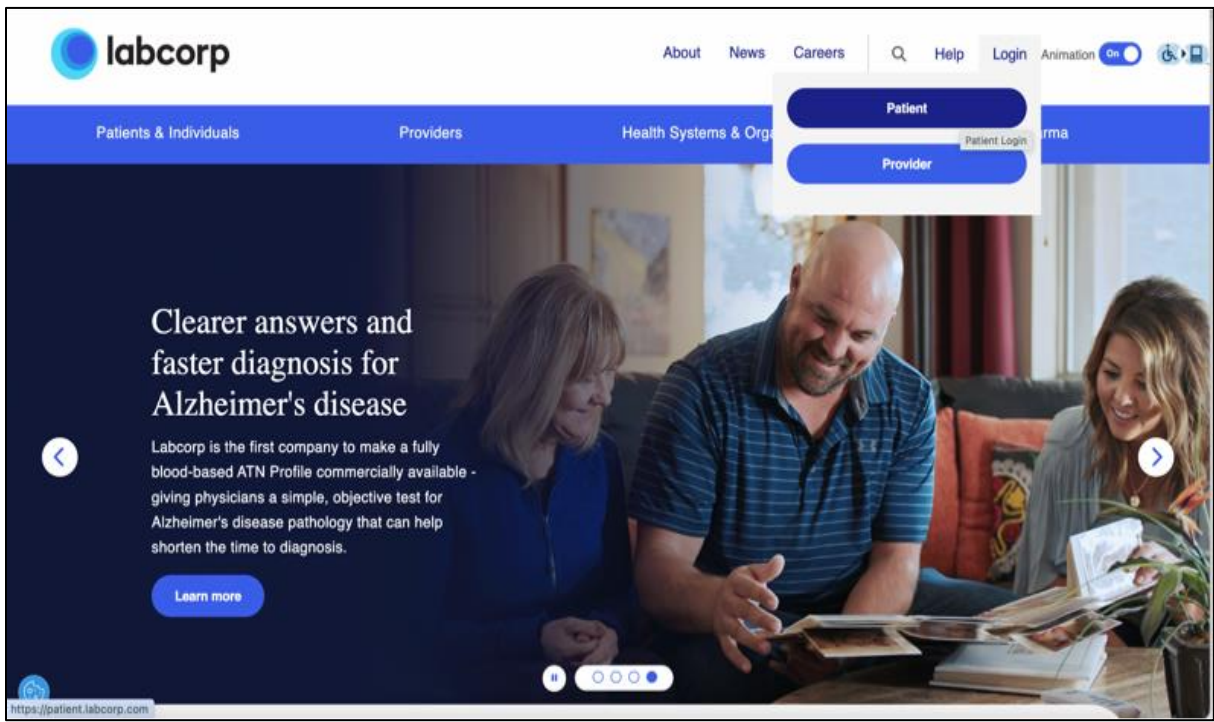 labcorp
About News Careers Help Login Animation On
Patient
Patient Login
Provider
Patients & Individuals Providers Health Systems & Orga rma
Clearer answers and
faster diagnosis for
Alzheimer's disease
Labcorp is the first company to make a fully
blood-based ATN Profile commercially available -
giving physicians a simple, objective test for
Alzheimer's disease pathology that can help
shorten the time to diagnosis.
Learn more
https://patient.labcorp.com